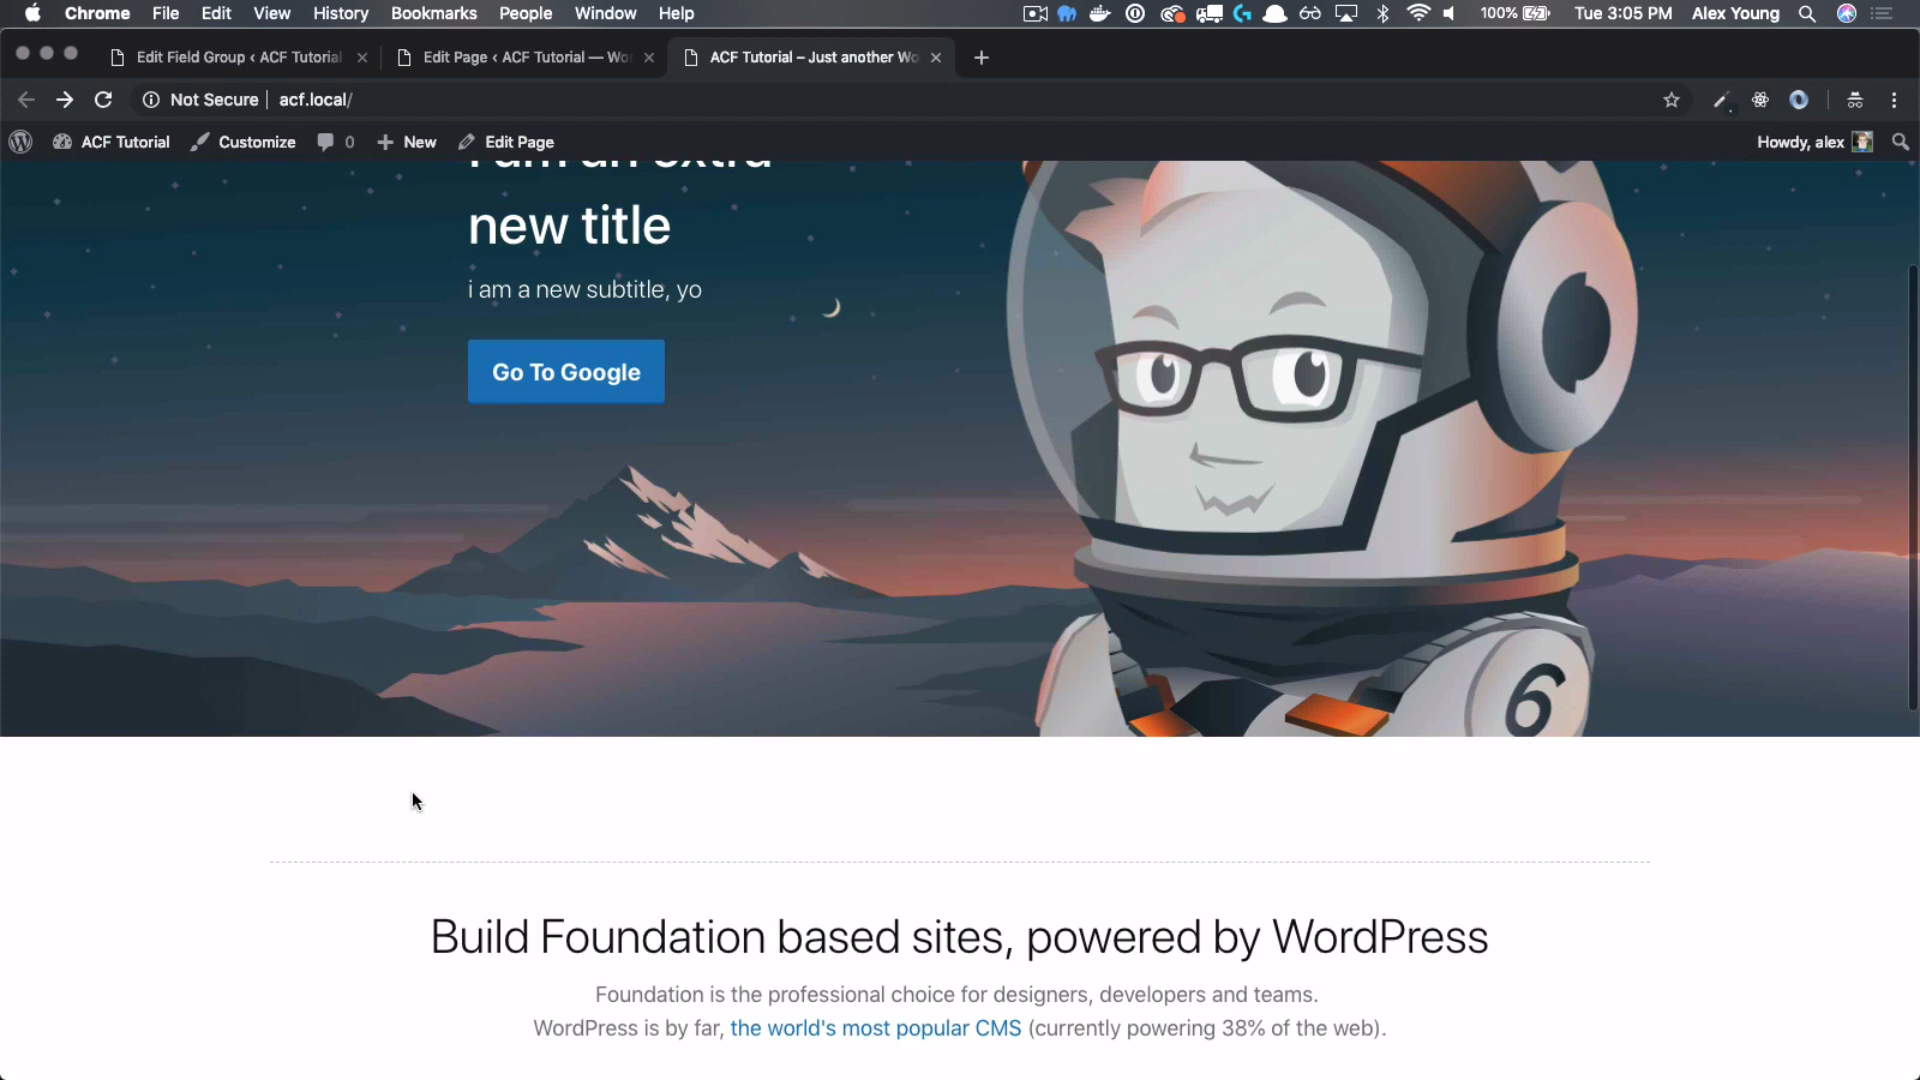 Chrome File Edit View History Bookmarks People Window Help 100% Tue 3:05 PM Alex Young
Edit Field Group ‹ ACF Tutorial Edit Page ‹ ACF Tutorial — Wor ACF Tutorial – Just another Wo
Not Secure acf.local/
ACF Tutorial Customize 0 New Edit Page Howdy, alex
I am an extra
new title
i am a new subtitle, yo
Go To Google
6
Build Foundation based sites, powered by WordPress
Foundation is the professional choice for designers, developers and teams.
WordPress is by far, the world's most popular CMS (currently powering 38% of the web).